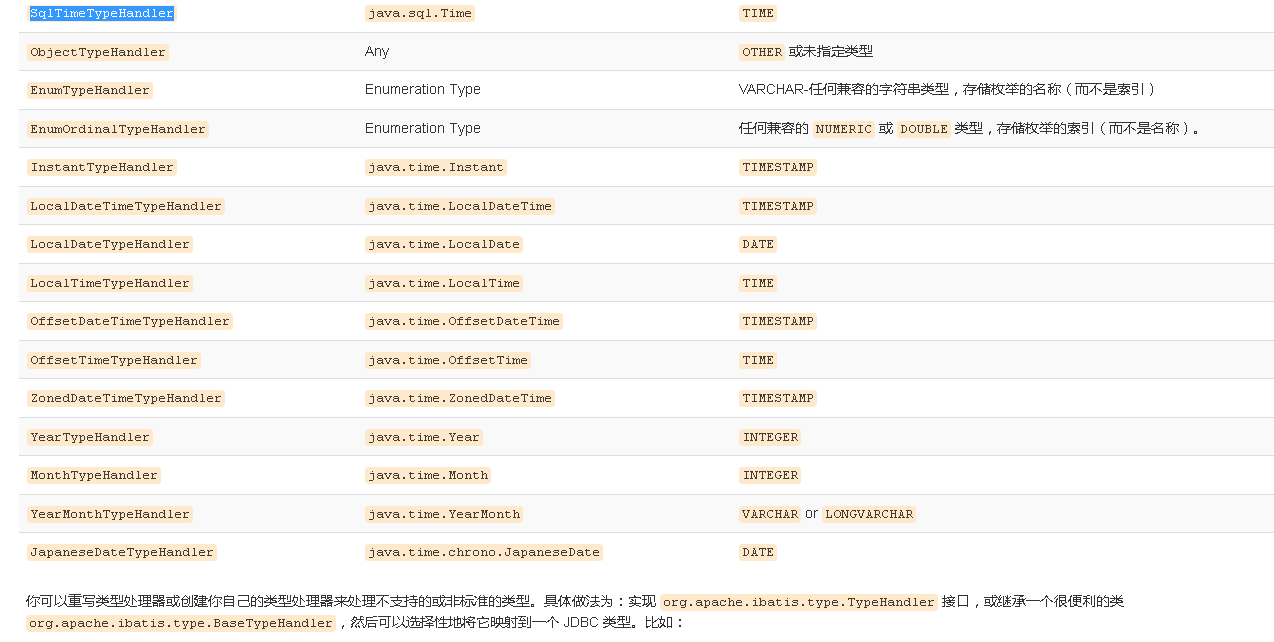 SqlTimeTypeHandler java.sql.Time TIME
ObjectTypeHandler Any OTHER 或未指定类型
EnumTypeHandler Enumeration Type VARCHAR-任何兼容的字符串类型，存储枚举的名称（而不是索引）
EnumOrdinalTypeHandler Enumeration Type 任何兼容的 NUMERIC 或 DOUBLE 类型，存储枚举的索引（而不是名称）。
InstantTypeHandler java.time.Instant TIMESTAMP
LocalDateTimeTypeHandler java.time.LocalDateTime TIMESTAMP
LocalDateTypeHandler java.time.LocalDate DATE
LocalTimeTypeHandler java.time.LocalTime TIME
OffsetDateTimeTypeHandler java.time.OffsetDateTime TIMESTAMP
OffsetTimeTypeHandler java.time.OffsetTime TIME
ZonedDateTimeTypeHandler java.time.ZonedDateTime TIMESTAMP
YearTypeHandler java.time.Year INTEGER
MonthTypeHandler java.time.Month INTEGER
YearMonthTypeHandler java.time.YearMonth VARCHAR or LONGVARCHAR
JapaneseDateTypeHandler java.time.chrono.JapaneseDate DATE
你可以重写类型处理器或创建你自己的类型处理器来处理不支持的或非标准的类型。具体做法为：实现 org.apache.ibatis.type.TypeHandler 接口，或继承一个很便利的类
org.apache.ibatis.type.BaseTypeHandler ，然后可以选择性地将它映射到一个 JDBC 类型。比如：